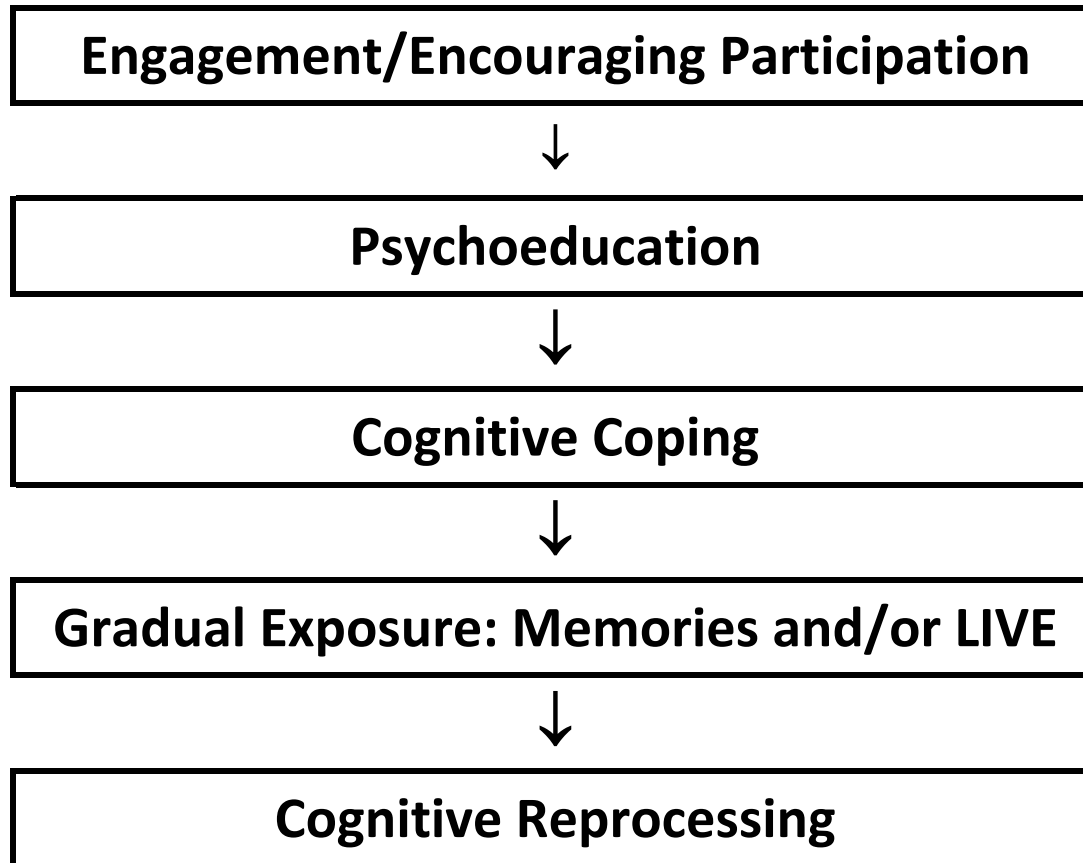 Engagement/Encouraging Participation
↓
Psychoeducation
↓
Cognitive Coping
↓
Gradual Exposure: Memories and/or LIVE
↓
Cognitive Reprocessing